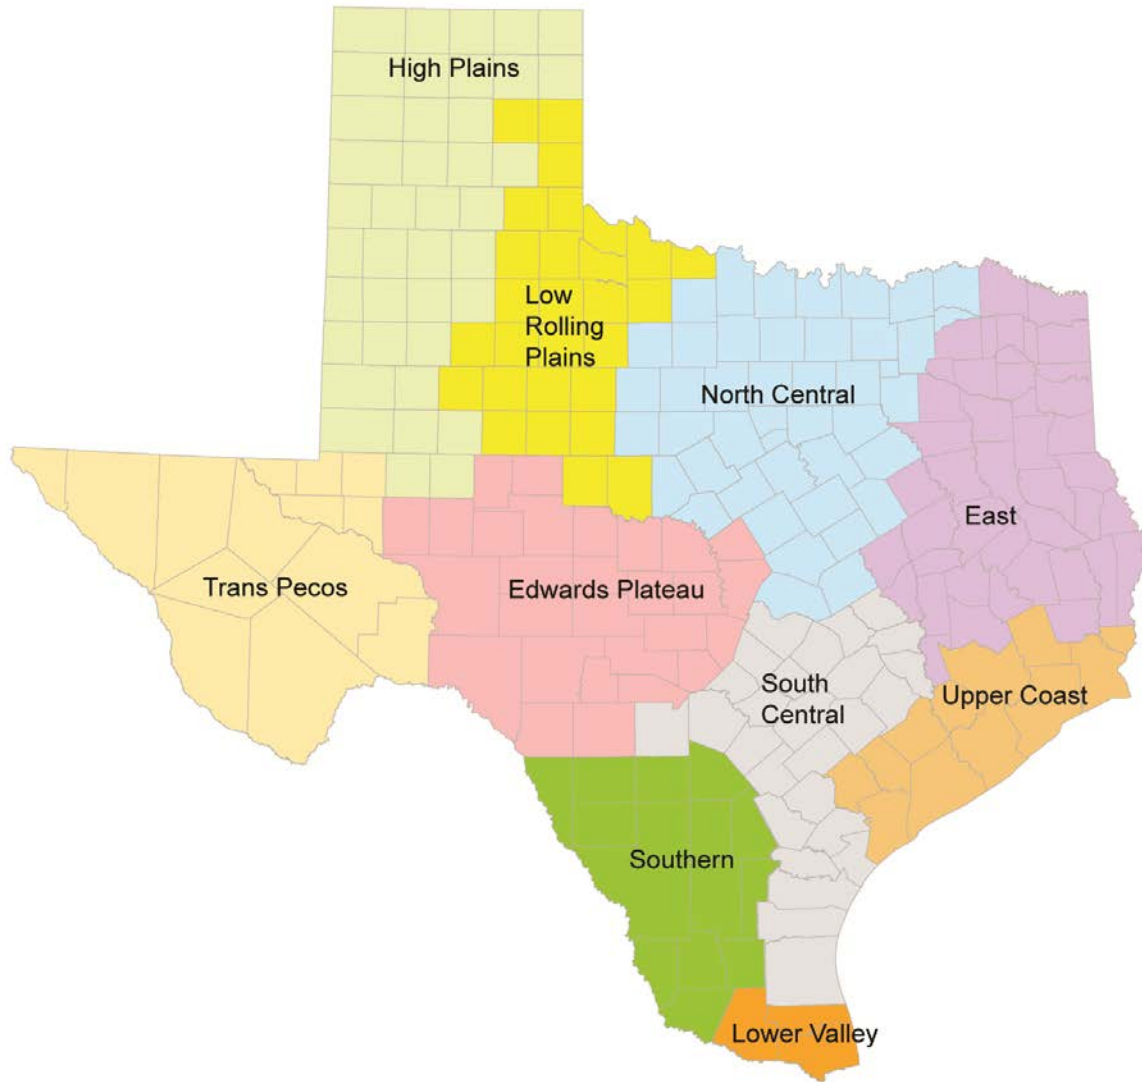 High Plains
Low
Rolling
Plains
North Central
East
Trans Pecos
Edwards Plateau
South
Central
Upper Coast
Southern
Lower Valley